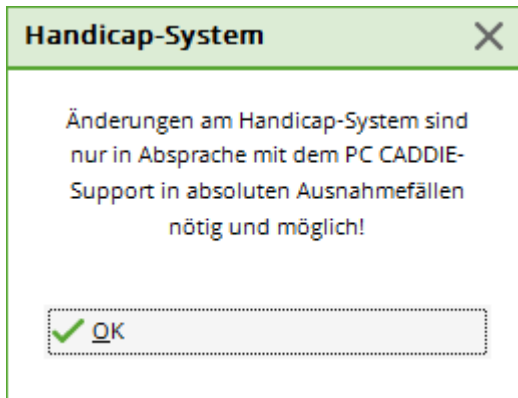 Handicap-System
Änderungen am Handicap-System sind
nur in Absprache mit dem PC CADDIE-
Support in absoluten Ausnahmefällen
nötig und möglich!
OK